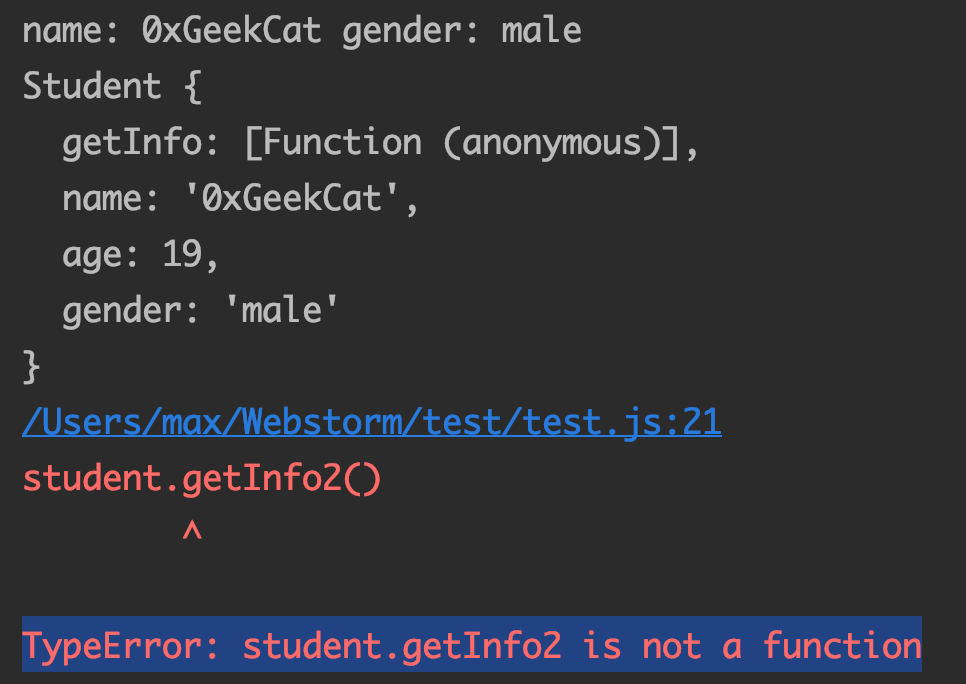 name: 0xGeekCat gender: male
Student {
  getInfo: [Function (anonymous)],
  name: '0xGeekCat',
  age: 19,
  gender: 'male'
}
/Users/max/Webstorm/test/test.js:21
student.getInfo2()
        ^
TypeError: student.getInfo2 is not a function